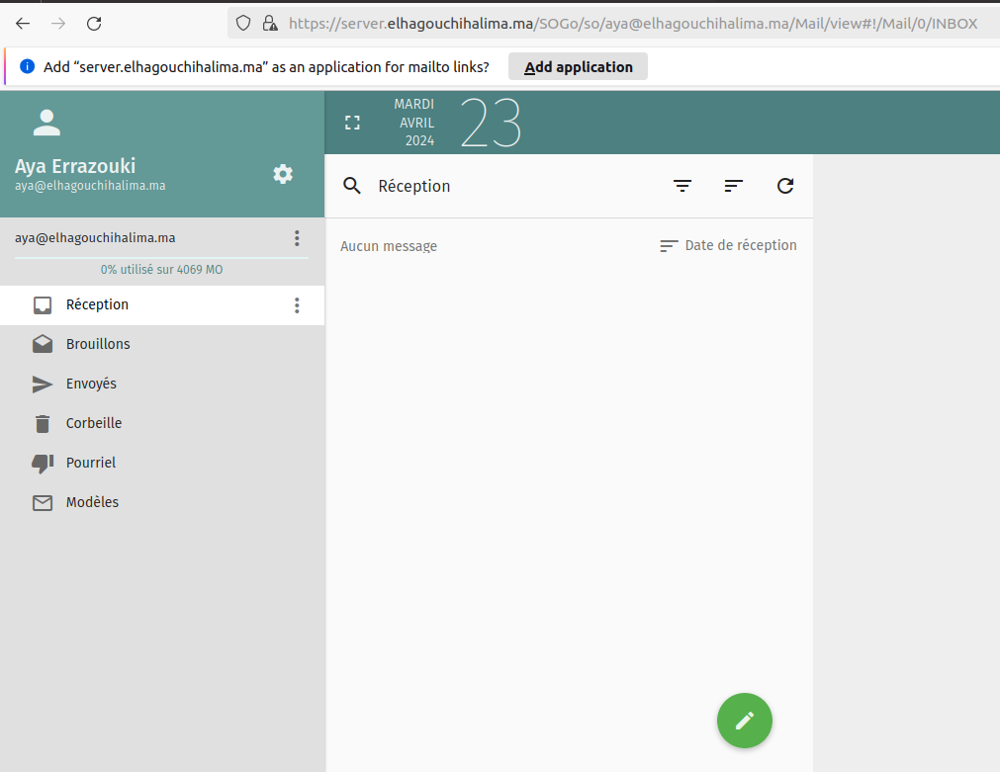 https://server.elhagouchihalima.ma/SOGo/so/aya@elhagouchihalima.ma/Mail/view#!/Mail/0/INBOX
Add “server.elhagouchihalima.ma” as an application for mailto links?
Add application
Aya Errazouki
aya@elhagouchihalima.ma
MARDI
AVRIL
2024
23
aya@elhagouchihalima.ma
0% utilisé sur 4069 MO
Réception
Brouillons
Envoyés
Corbeille
Pourriel
Modèles
Réception
Aucun message
Date de réception